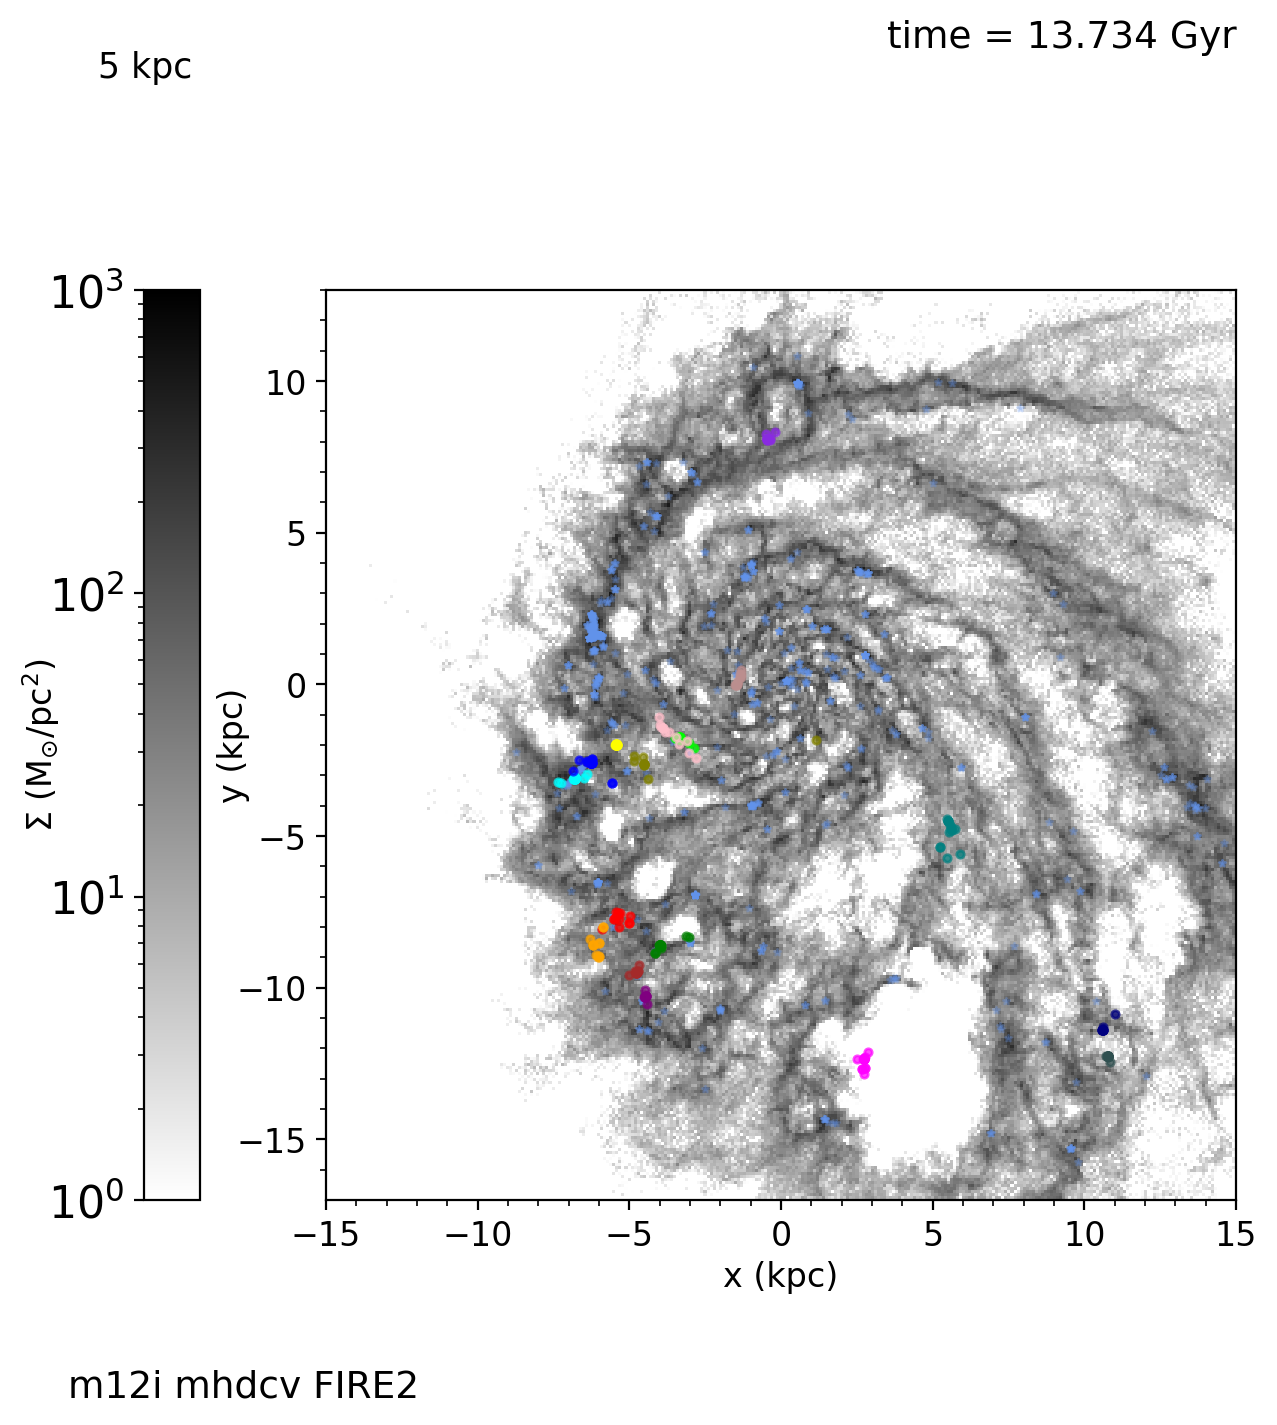 time = 13.734 Gyr
5 kpc
10³
10²
10¹
10⁰
Σ (M☉/pc²)
y (kpc)
10
5
0
−5
−10
−15
−15 −10 −5 0 5 10 15
x (kpc)
m12i mhdcv FIRE2